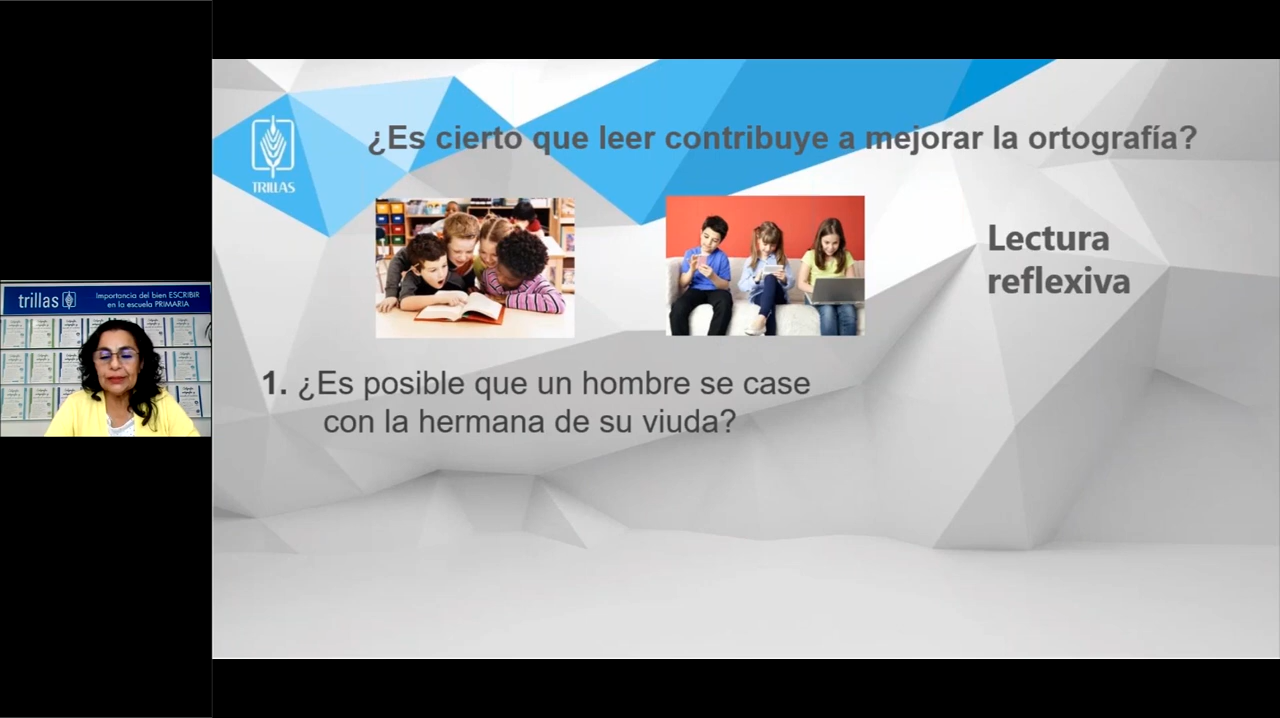 ¿Es cierto que leer contribuye a mejorar la ortografía?
TRILLAS
Lectura
reflexiva
1. ¿Es posible que un hombre se case
con la hermana de su viuda?
trillas
Importancia del bien ESCRIBIR
en la escuela PRIMARIA